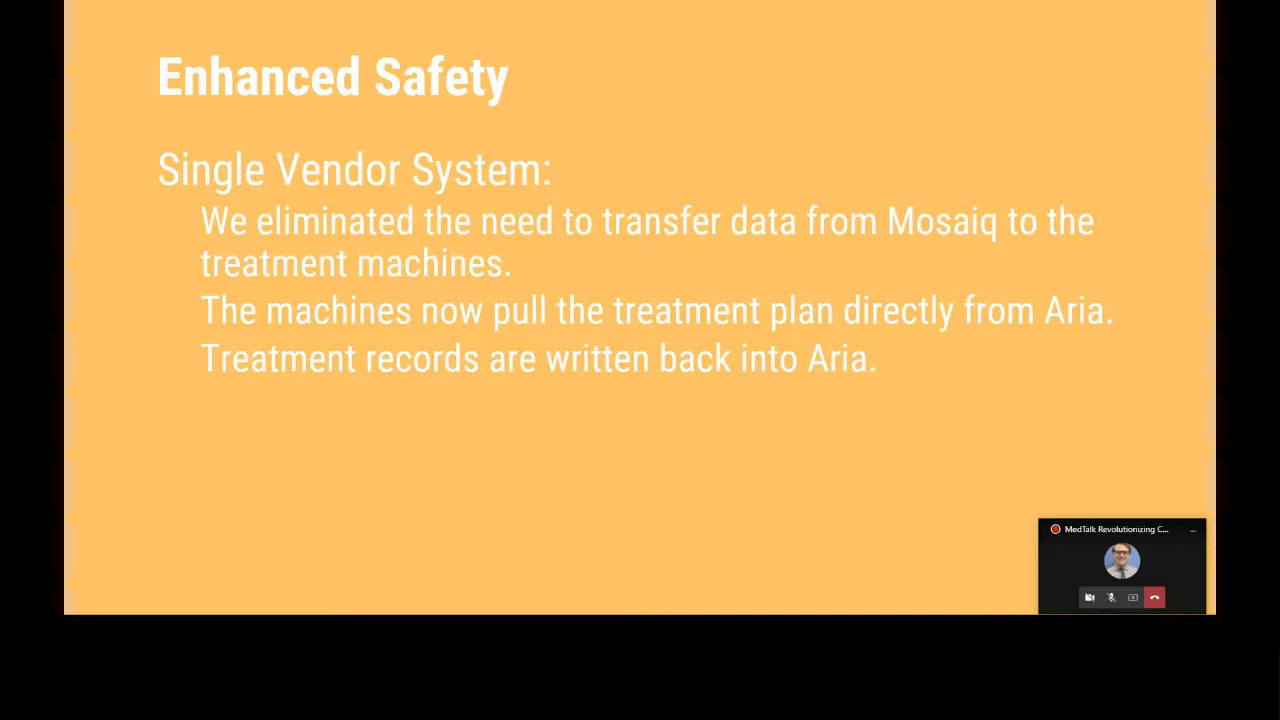 Enhanced Safety
Single Vendor System:
We eliminated the need to transfer data from Mosaiq to the
treatment machines.
The machines now pull the treatment plan directly from Aria.
Treatment records are written back into Aria.
MedTalk Revolutionizing C...